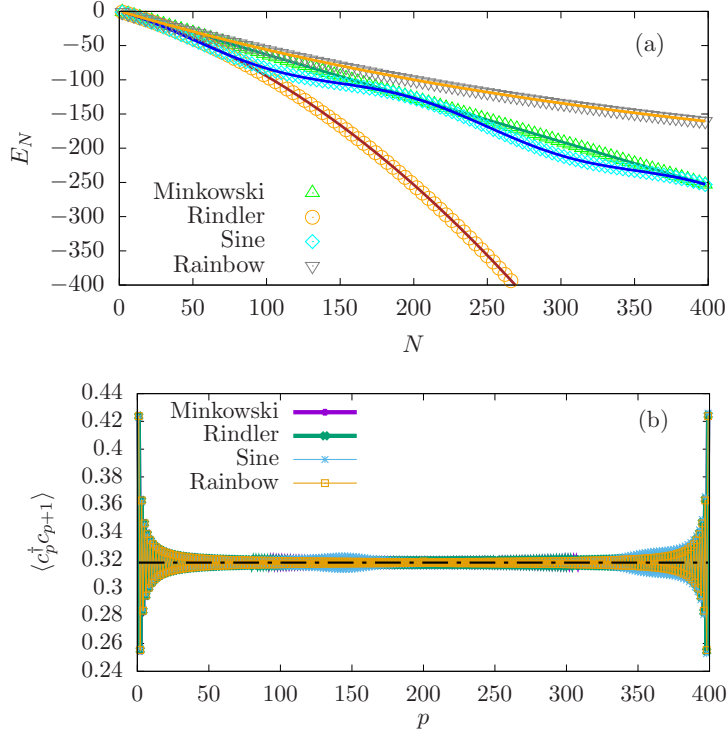 0
−50
−100
−150
−200
−250
−300
−350
−400
E_N
(a)
Minkowski
Rindler
Sine
Rainbow
0 50 100 150 200 250 300 350 400
N
0.44
0.42
0.4
0.38
0.36
0.34
0.32
0.3
0.28
0.26
0.24
⟨c†_p c_{p+1}⟩
(b)
Minkowski
Rindler
Sine
Rainbow
0 50 100 150 200 250 300 350 400
p